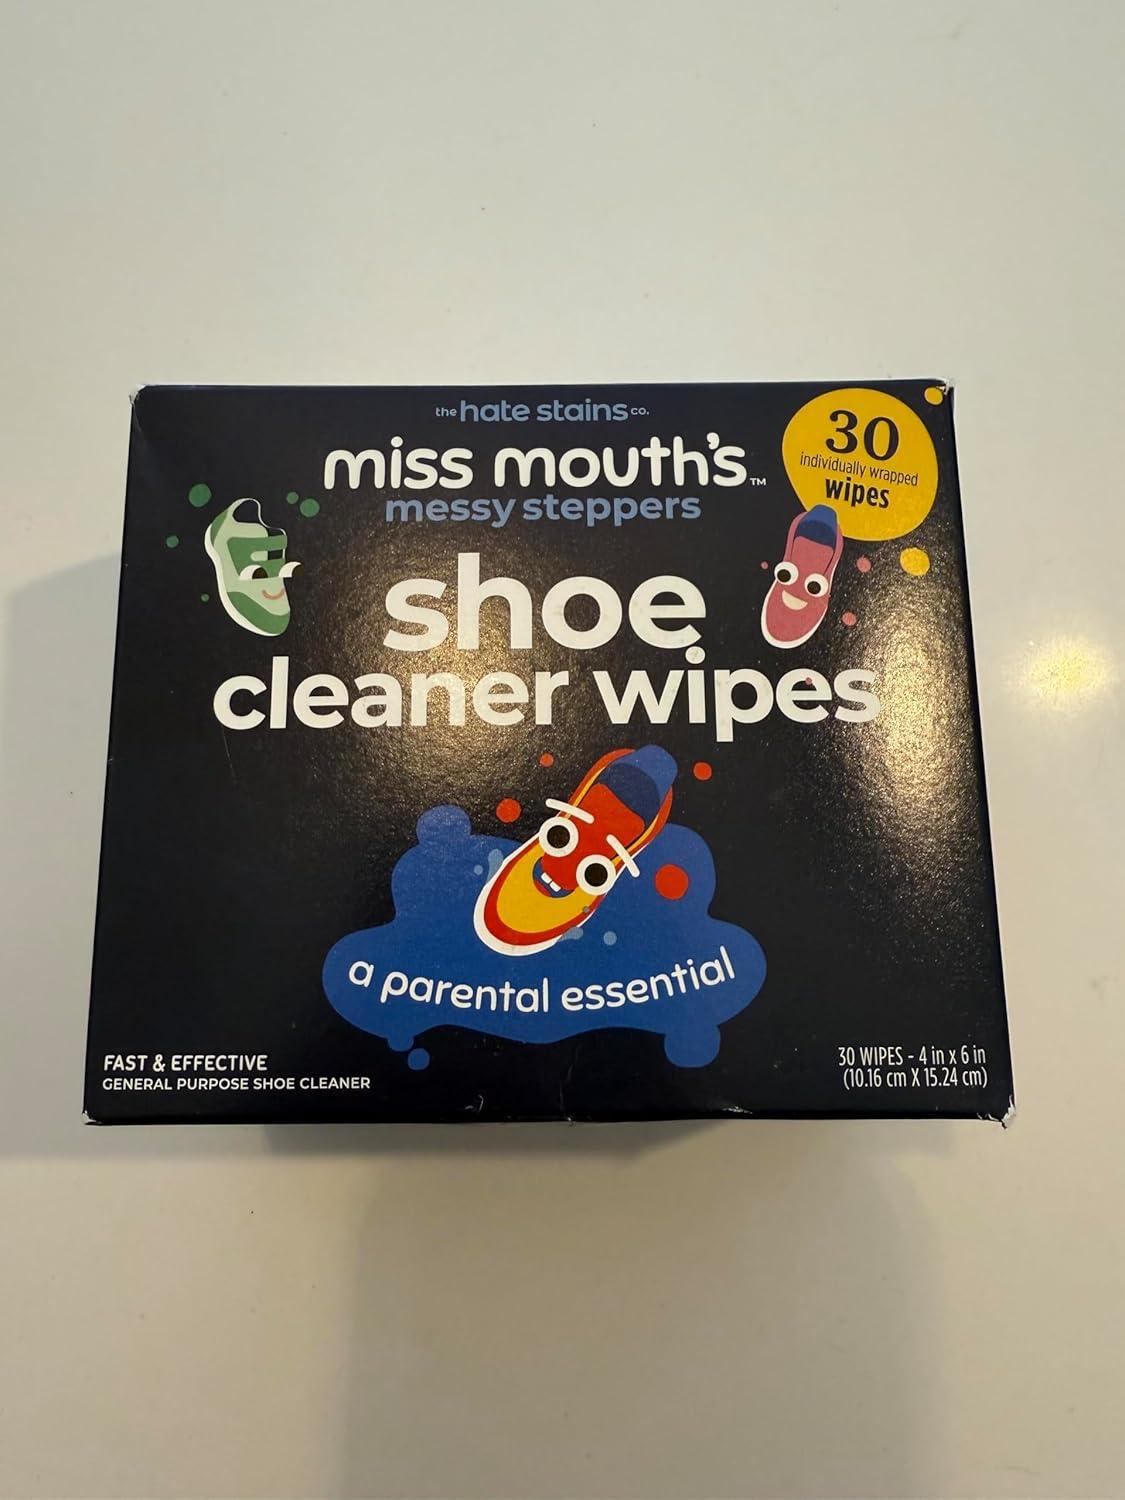 the hate stains co.
miss mouth's™
messy steppers
30
individually wrapped
wipes
shoe
cleaner wipes
a parental essential
FAST & EFFECTIVE
GENERAL PURPOSE SHOE CLEANER
30 WIPES - 4 in x 6 in
(10.16 cm X 15.24 cm)